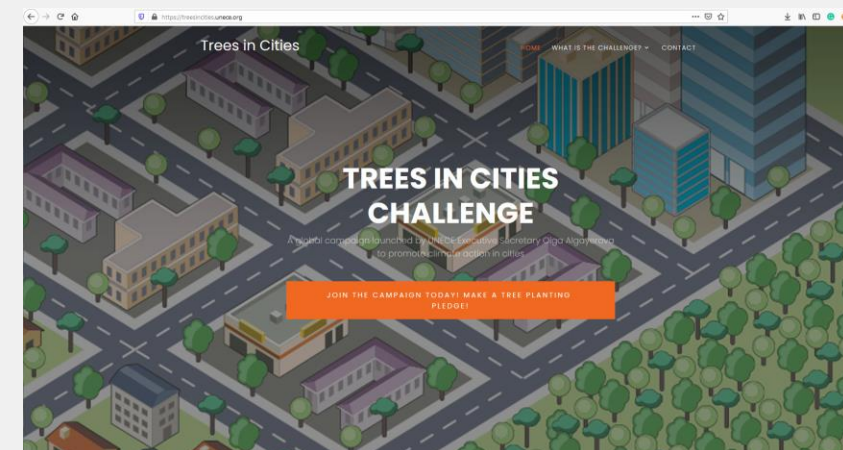 https://treesincities.unece.org
Trees in Cities
HOME WHAT IS THE CHALLENGE? CONTACT
TREES IN CITIES
CHALLENGE
A global campaign launched by UNECE Executive Secretary Olga Algayerova
to promote climate action in cities
JOIN THE CAMPAIGN TODAY! MAKE A TREE PLANTING
PLEDGE!